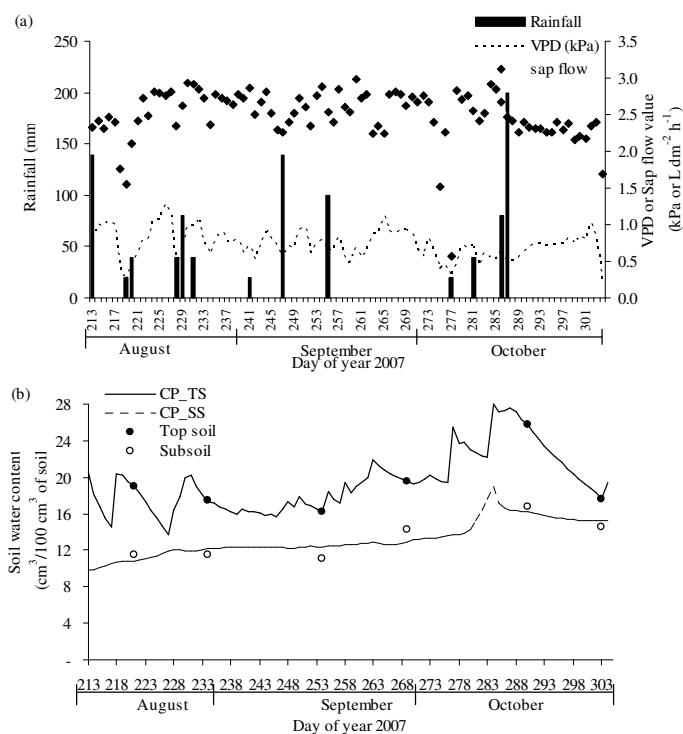 (a)
Rainfall
VPD (kPa)
sap flow
250
200
150
100
50
0
3.5
3.0
2.5
2.0
1.5
1.0
0.5
0.0
Rainfall (mm
VPD or Sap flow value
(kPa or L dm⁻² h⁻¹)
213 217 221 225 229 233 237 241 245 249 253 257 261 265 269 273 277 281 285 289 293 297 301
August September October
Day of year 2007
(b)
CP_TS
CP_SS
Top soil
Subsoil
28
24
20
16
12
8
4
-
Soil water content
(cm³/100 cm³ of soil)
213 218 223 228 233 238 243 248 253 258 263 268 273 278 283 288 293 298 303
August September October
Day of year 2007